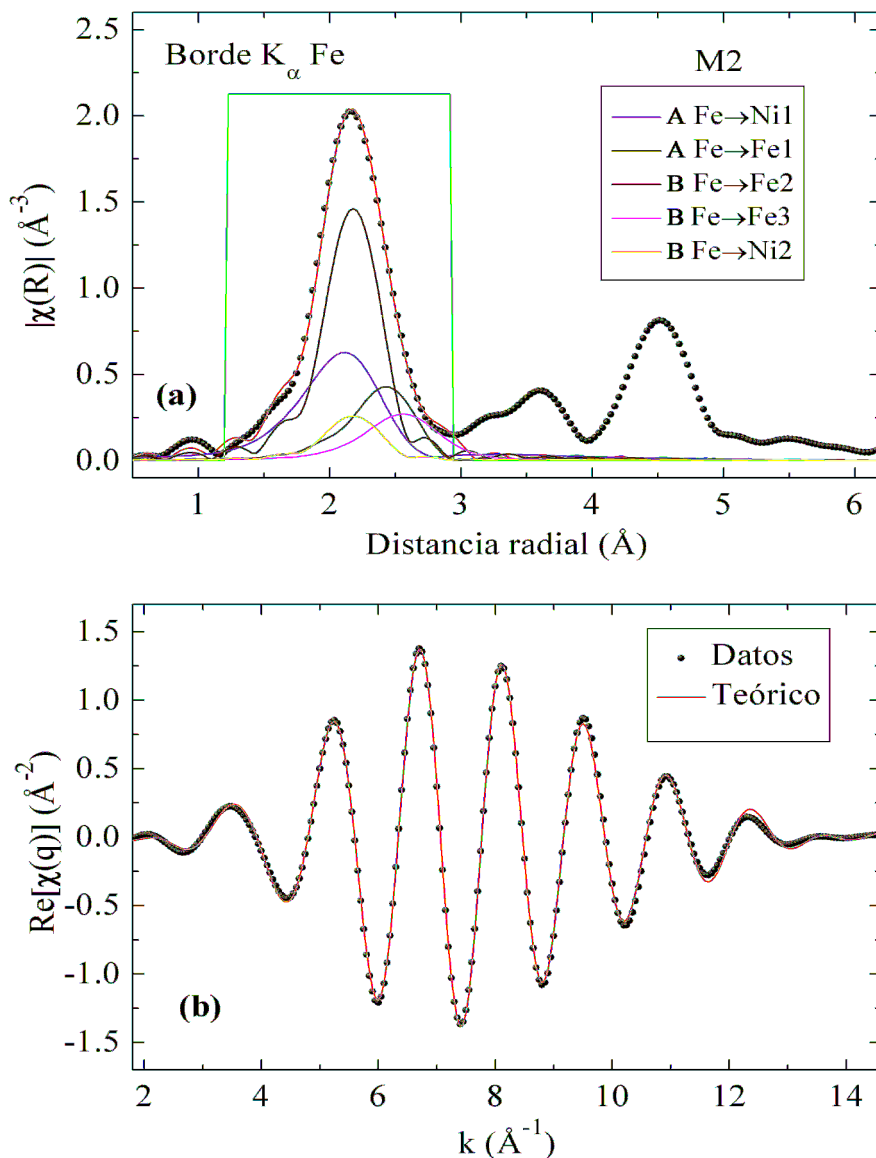 2.5
Borde Kα Fe
M2
2.0
A Fe→Ni1
A Fe→Fe1
B Fe→Fe2
B Fe→Fe3
B Fe→Ni2
1.5
1.0
0.5
0.0
|χ(R)| (Å⁻³)
(a)
1 2 3 4 5 6
Distancia radial (Å)
1.5
Datos
Teórico
1.0
0.5
0.0
-0.5
-1.0
-1.5
Re[χ(q)] (Å⁻²)
(b)
2 4 6 8 10 12 14
k (Å⁻¹)